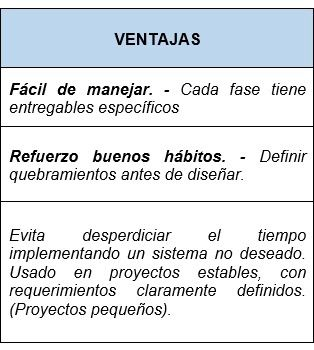 VENTAJAS
Fácil de manejar. - Cada fase tiene
entregables específicos
Refuerzo buenos hábitos. - Definir
quebramientos antes de diseñar.
Evita desperdiciar el tiempo
implementando un sistema no deseado.
Usado en proyectos estables, con
requerimientos claramente definidos.
(Proyectos pequeños).